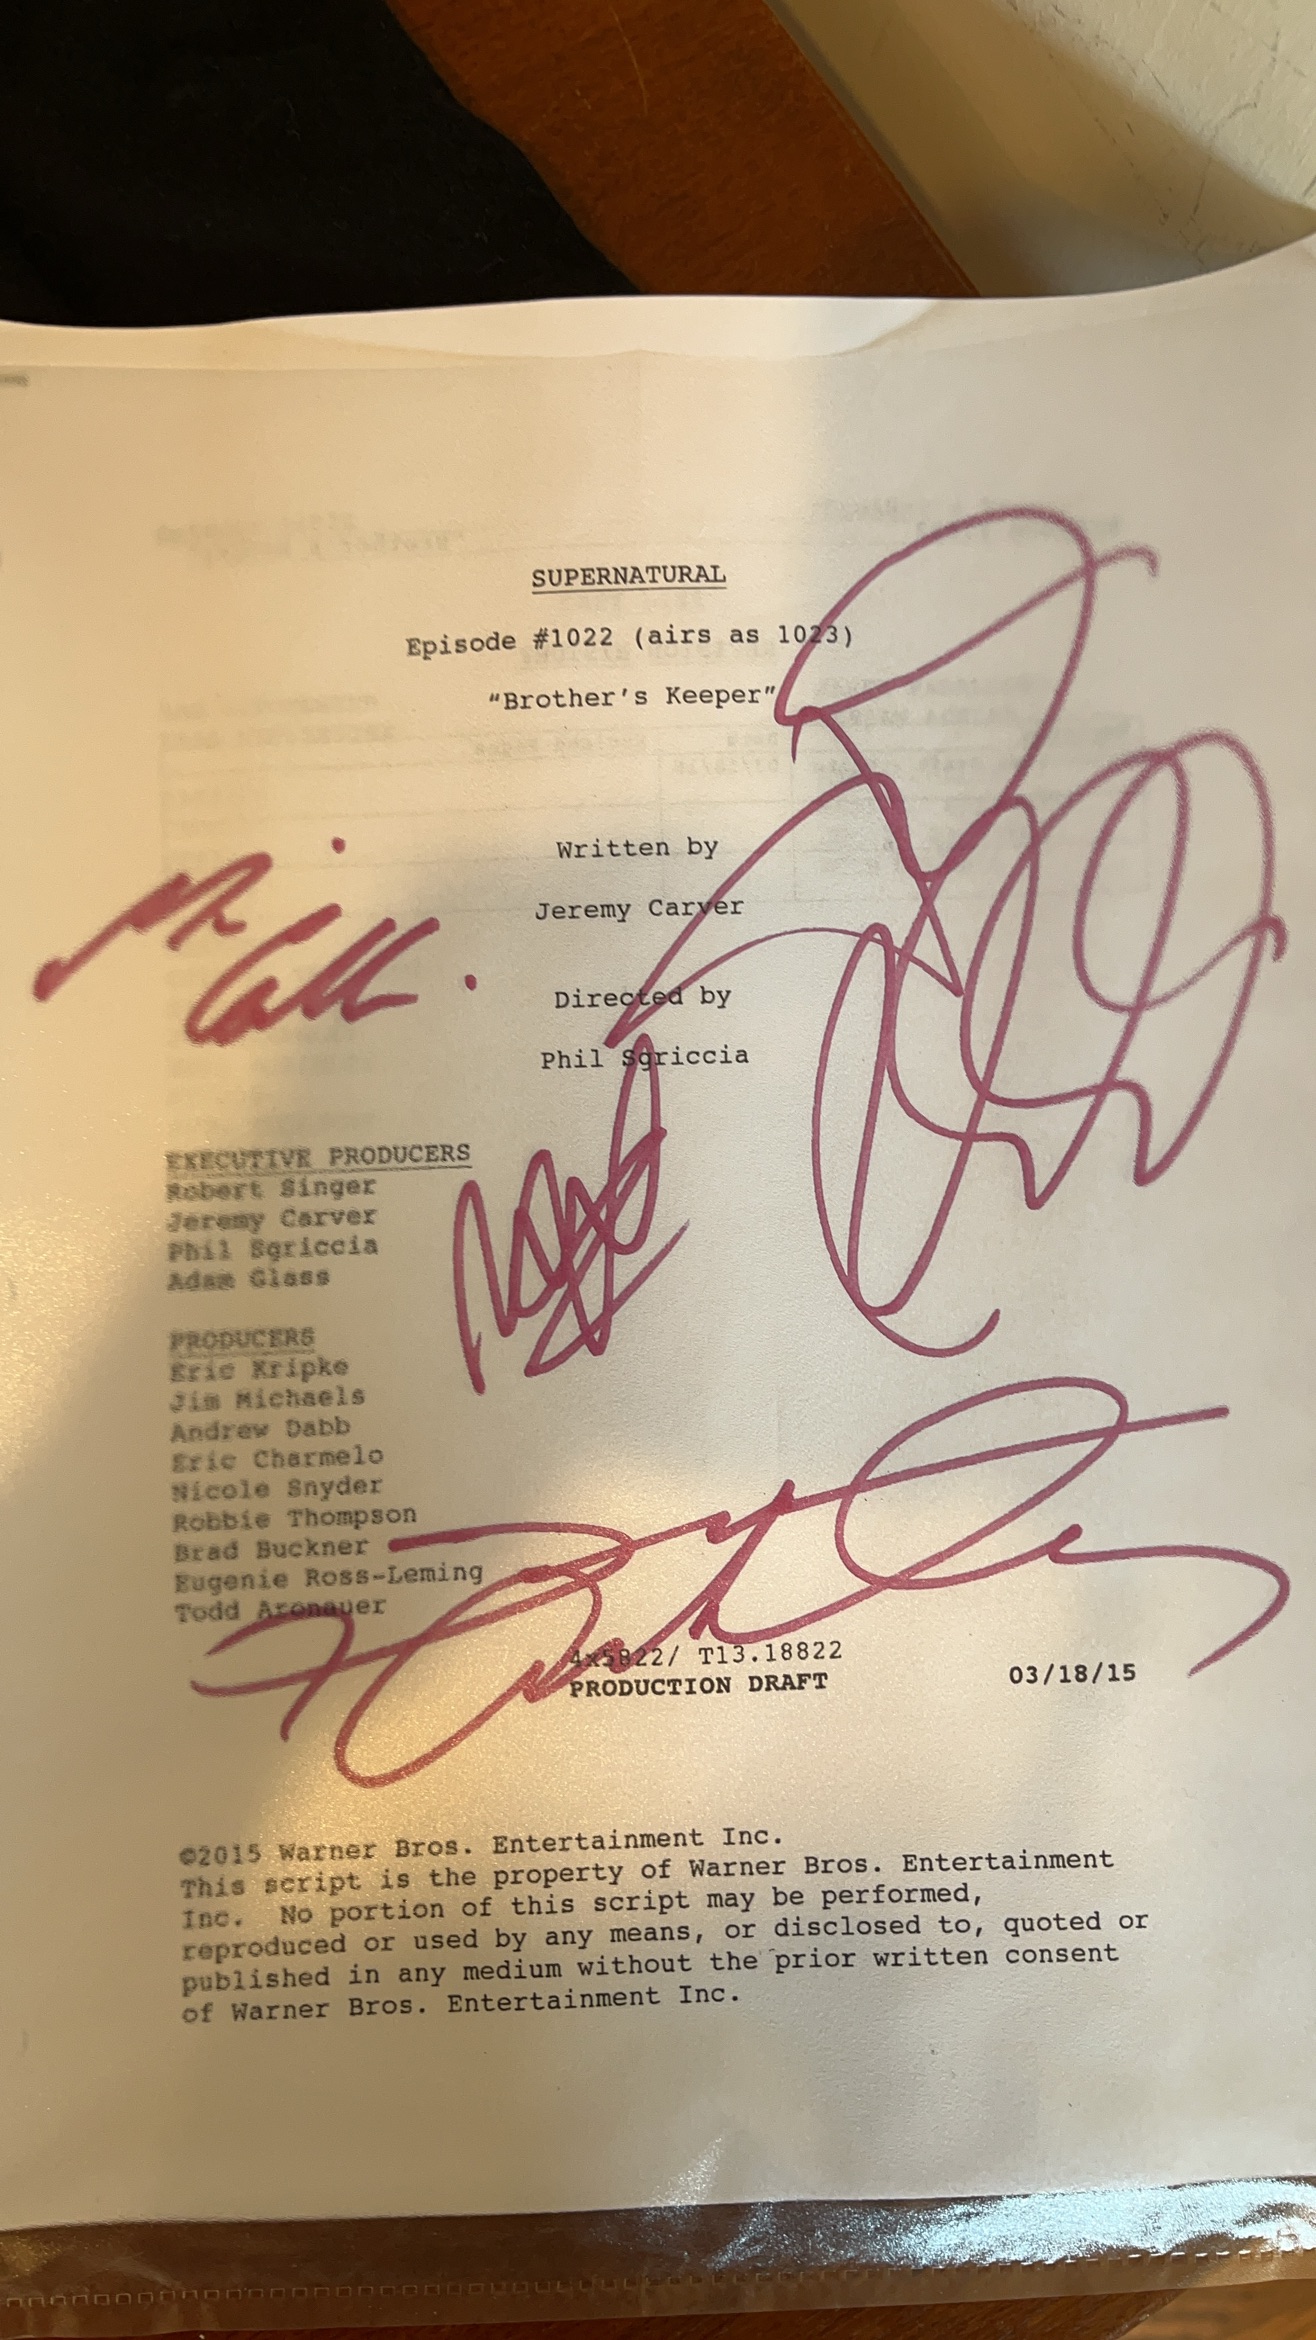 SUPERNATURAL
Episode #1022 (airs as 1023)
“Brother’s Keeper”
Written by
Jeremy Carver
Directed by
Phil Sgriccia
EXECUTIVE PRODUCERS
Robert Singer
Jeremy Carver
Phil Sgriccia
Adam Glass
PRODUCERS
Eric Kripke
Jim Michaels
Andrew Dabb
Eric Charmelo
Nicole Snyder
Robbie Thompson
Brad Buckner
Eugenie Ross-Leming
Todd Aronauer
4x5822/ T13.18822
PRODUCTION DRAFT
03/18/15
©2015 Warner Bros. Entertainment Inc.
This script is the property of Warner Bros. Entertainment
Inc. No portion of this script may be performed,
reproduced or used by any means, or disclosed to, quoted or
published in any medium without the prior written consent
of Warner Bros. Entertainment Inc.